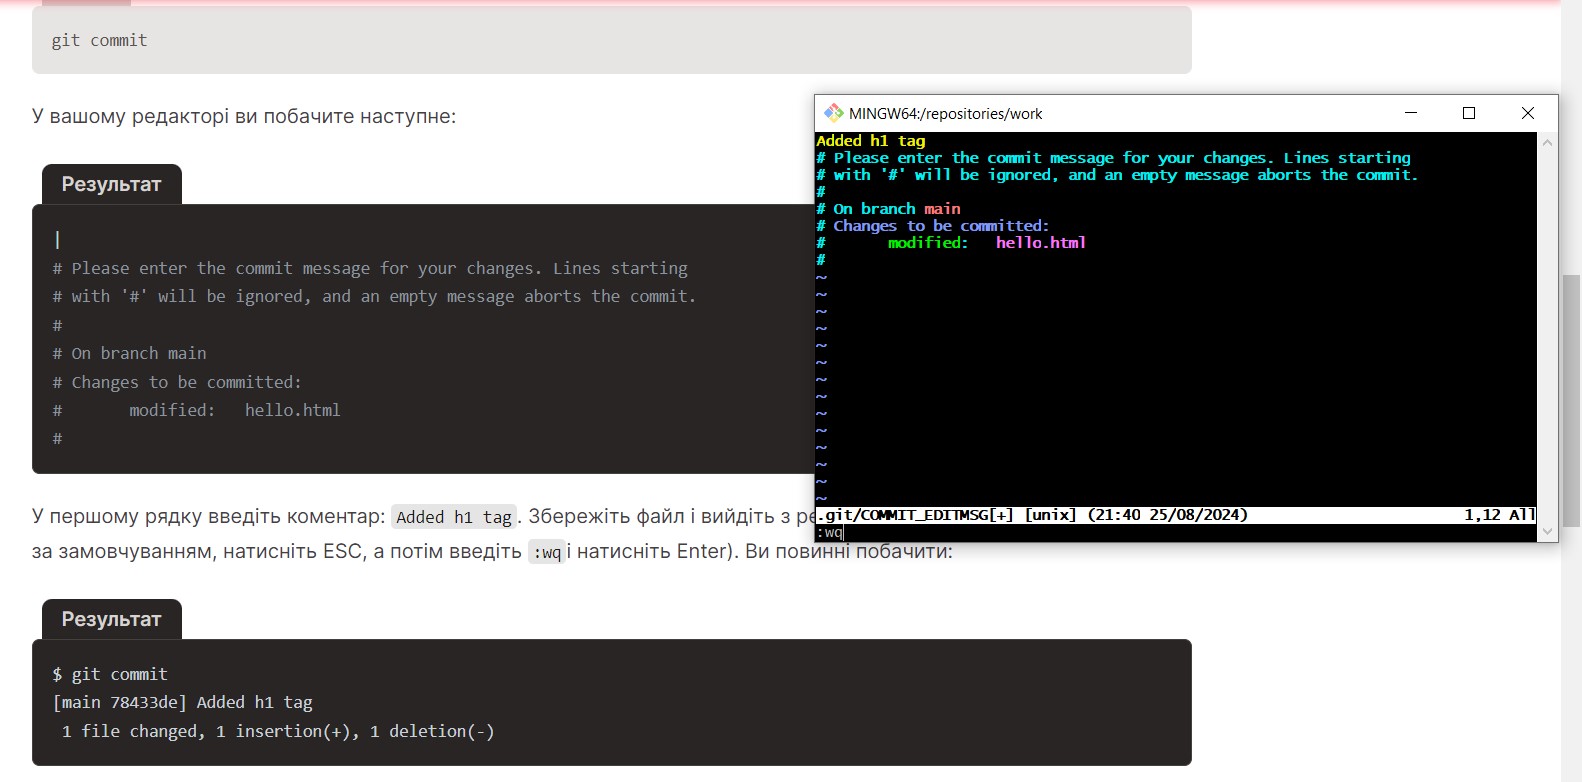 git commit
У вашому редакторі ви побачите наступне:
Результат
|
# Please enter the commit message for your changes. Lines starting
# with '#' will be ignored, and an empty message aborts the commit.
#
# On branch main
# Changes to be committed:
#       modified:   hello.html
#
У першому рядку введіть коментар: Added h1 tag. Збережіть файл і вийдіть з
за замовчуванням, натисніть ESC, а потім введіть :wq і натисніть Enter). Ви повинні побачити:
Результат
$ git commit
[main 78433de] Added h1 tag
 1 file changed, 1 insertion(+), 1 deletion(-)
MINGW64:/repositories/work
Added h1 tag
# Please enter the commit message for your changes. Lines starting
# with '#' will be ignored, and an empty message aborts the commit.
#
# On branch main
# Changes to be committed:
#       modified:   hello.html
#
~
~
~
~
~
~
~
~
~
~
~
~
~
~
.git/COMMIT_EDITMSG[+] [unix] (21:40 25/08/2024) 1,12 All
:wq